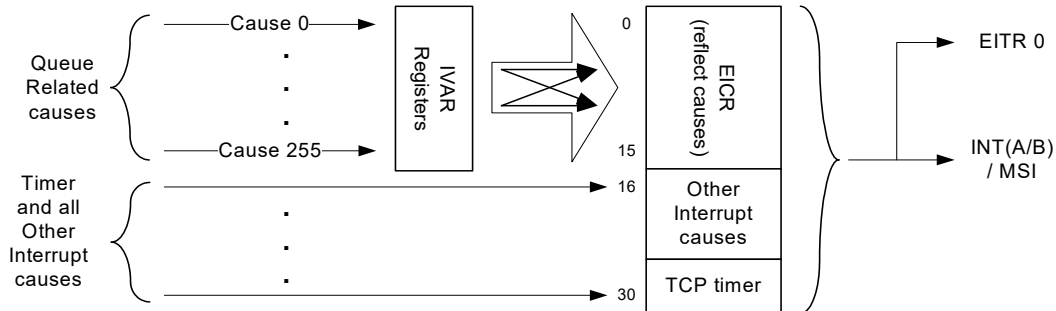 Queue
Related
causes
Cause 0
Cause 255
IVAR
Registers
0
15
EICR
(reflect causes)
EITR 0
INT(A/B)
/ MSI
Timer
and all
Other
Interrupt
causes
16
30
Other
Interrupt
causes
TCP timer